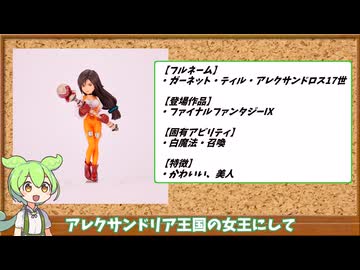 【フルネーム】
・ガーネット・ティル・アレクサンドロス17世
【登場作品】
・ファイナルファンタジーIX
【固有アビリティ】
・白魔法・召喚
【特徴】
・かわいい、美人
アレクサンドリア王国の女王にして